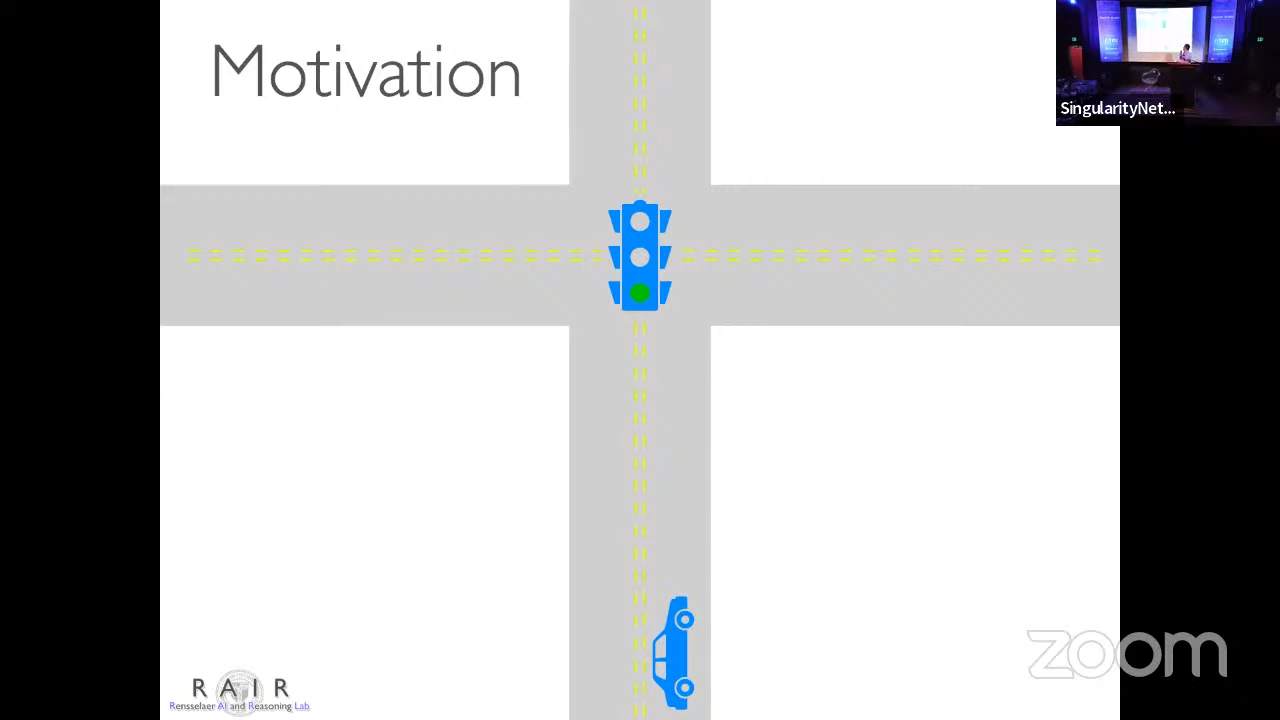 Motivation
SingularityNet...
RAIR
Rensselaer AI and Reasoning Lab
zoom